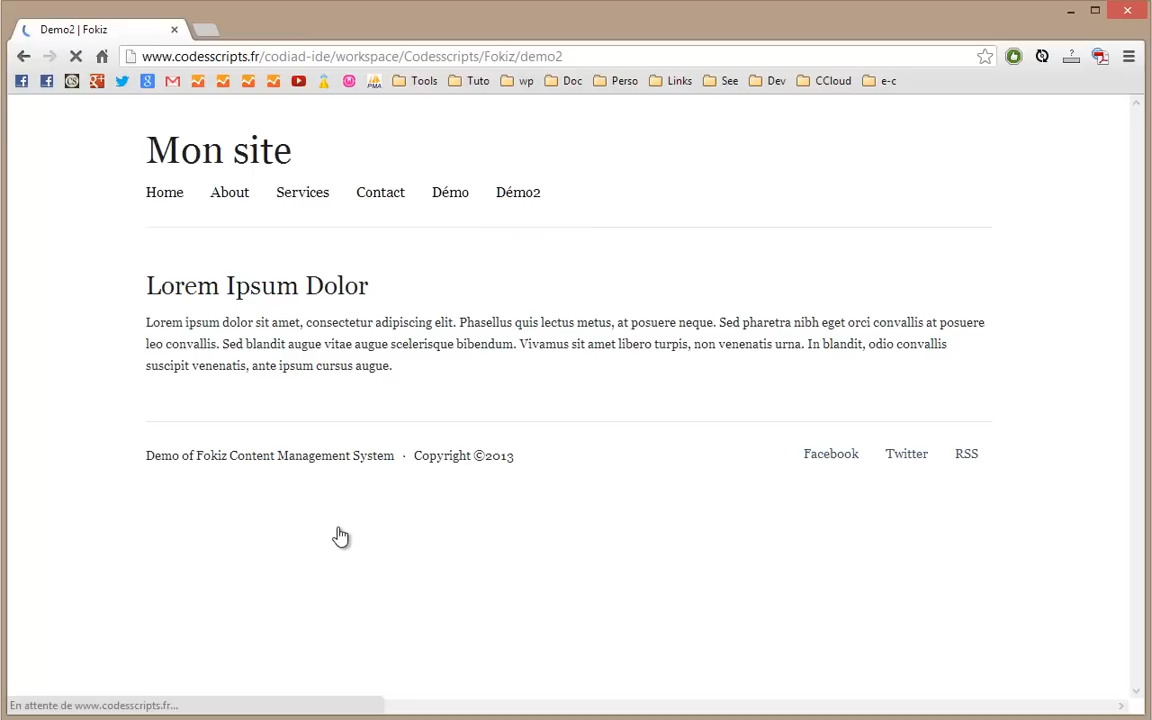 Demo2 | Fokiz
www.codesscripts.fr/codiad-ide/workspace/Codesscripts/Fokiz/demo2
Tools Tuto wp Doc Perso Links See Dev CCloud e-c
Mon site
Home About Services Contact Démo Démo2
Lorem Ipsum Dolor
Lorem ipsum dolor sit amet, consectetur adipiscing elit. Phasellus quis lectus metus, at posuere neque. Sed pharetra nibh eget orci convallis at posuere
leo convallis. Sed blandit augue vitae augue scelerisque bibendum. Vivamus sit amet libero turpis, non venenatis urna. In blandit, odio convallis
suscipit venenatis, ante ipsum cursus augue.
Demo of Fokiz Content Management System · Copyright ©2013 Facebook Twitter RSS
En attente de www.codesscripts.fr...